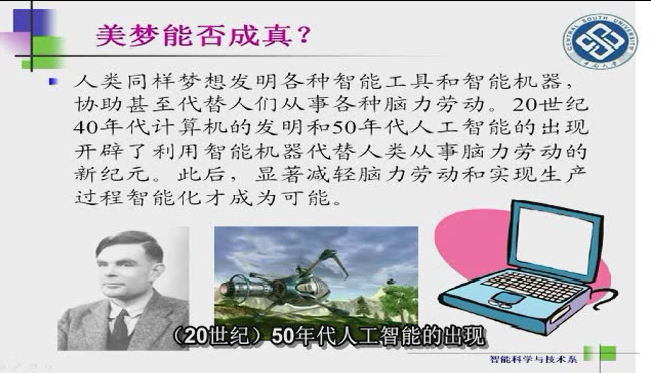 美梦能否成真？
CENTRAL SOUTH UNIVERSITY
中南大学
人类同样梦想发明各种智能工具和智能机器，
协助甚至代替人们从事各种脑力劳动。20世纪
40年代计算机的发明和50年代人工智能的出现
开辟了利用智能机器代替人类从事脑力劳动的
新纪元。此后，显著减轻脑力劳动和实现生产
过程智能化才成为可能。
（20世纪）50年代人工智能的出现
智能科学与技术系